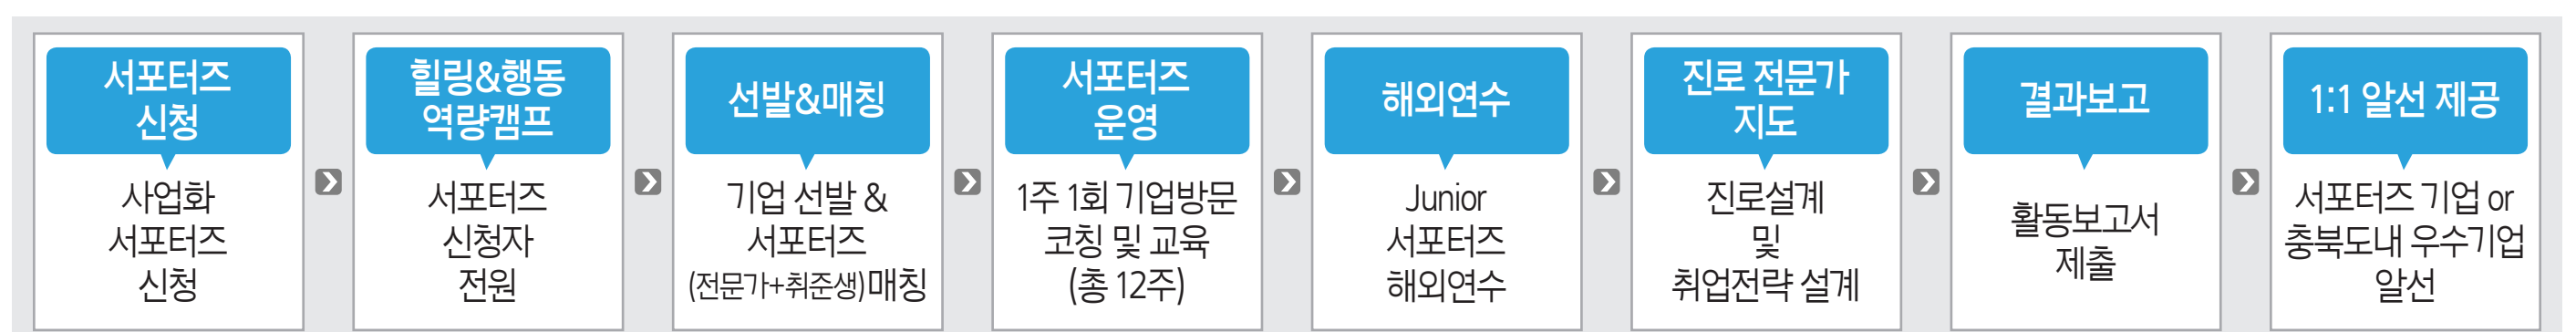 서포터즈
신청
사업화
서포터즈
신청
힐링&행동
역량캠프
서포터즈
신청자
전원
선발&매칭
기업 선발 &
서포터즈
(전문가+취준생)매칭
서포터즈
운영
1주 1회 기업방문
코칭 및 교육
(총 12주)
해외연수
Junior
서포터즈
해외연수
진로 전문가
지도
진로설계
및
취업전략 설계
결과보고
활동보고서
제출
1:1 알선 제공
서포터즈 기업 or
충북도내 우수기업
알선